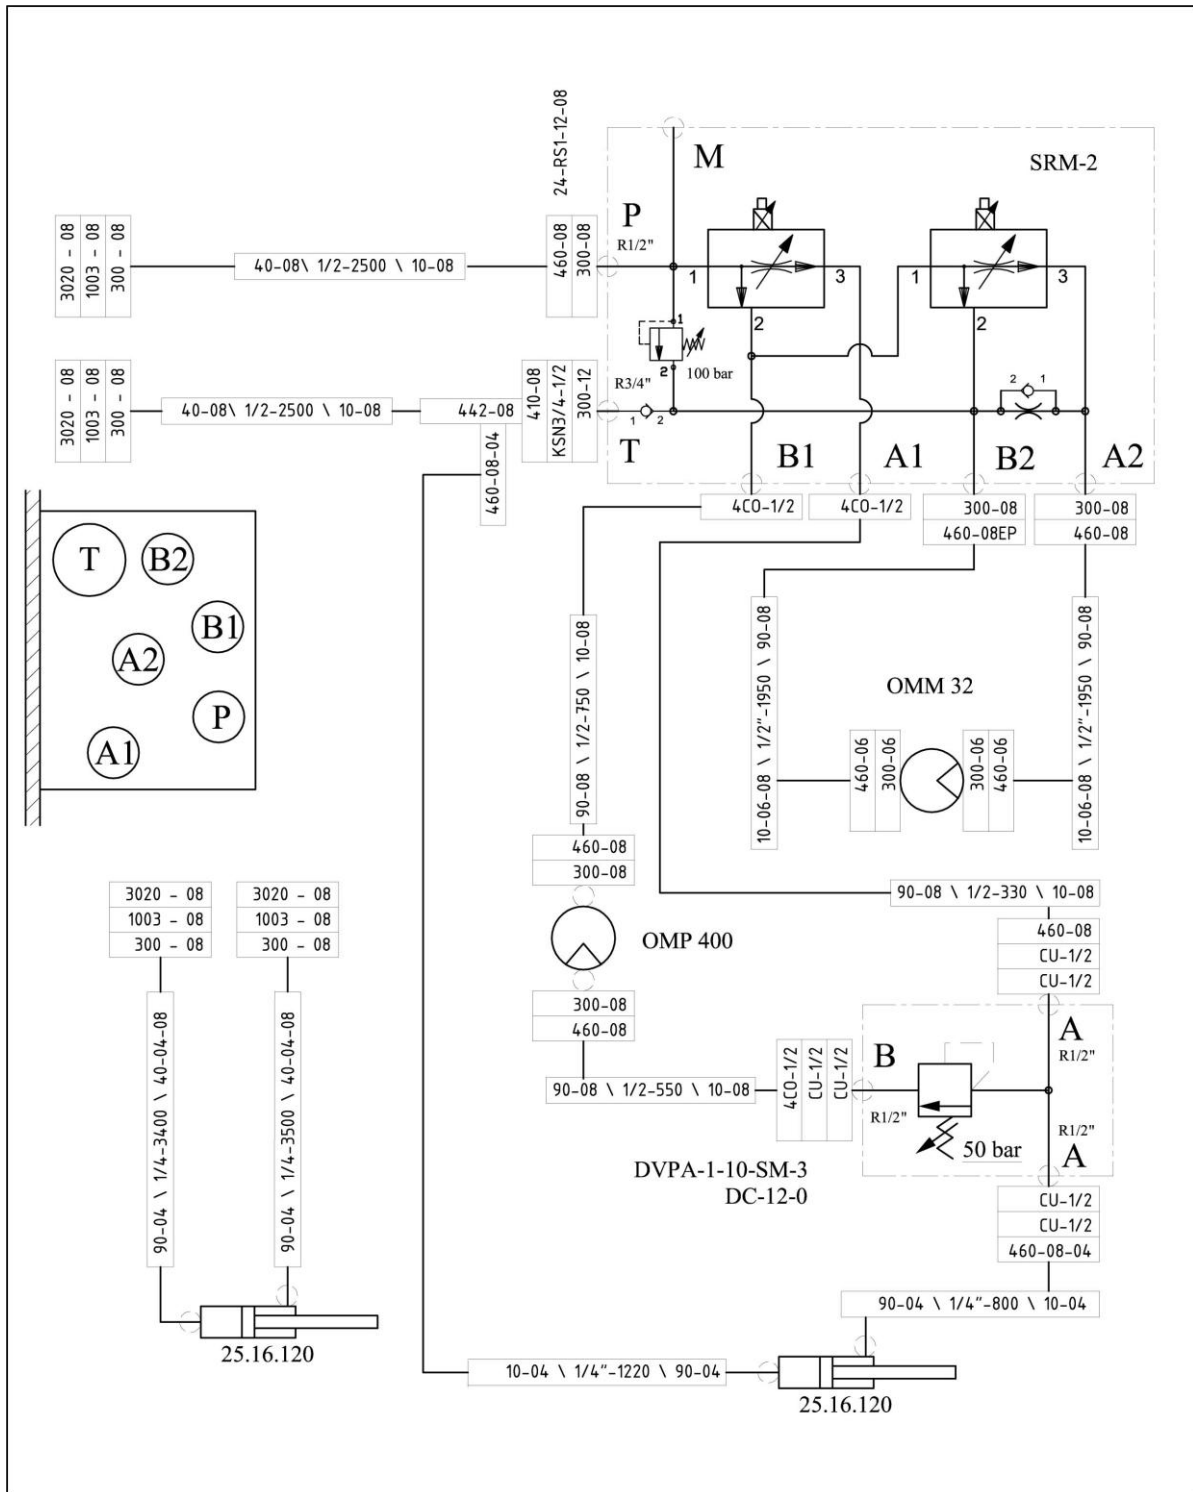 24-RS1-12-08
M
SRM-2
P
R1/2"
3020 - 08
1003 - 08
300 - 08
40-08\ 1/2-2500 \ 10-08
460-08
300-08
1
3
2
1
3
2
1
2
100 bar
R3/4"
3020 - 08
1003 - 08
300 - 08
40-08\ 1/2-2500 \ 10-08
442-08
460-08-04
410-08
KSN3/4-1/2
300-12
1
2
2
1
T
B1
A1
B2
A2
4CO-1/2
4CO-1/2
300-08
460-08EP
300-08
460-08
T
B2
B1
A2
P
A1
90-08 \ 1/2-750 \ 10-08
10-06-08 \ 1/2"-1950 \ 90-08
10-06-08 \ 1/2"-1950 \ 90-08
OMM 32
460-06
300-06
300-06
460-06
460-08
300-08
OMP 400
300-08
460-08
90-08 \ 1/2-330 \ 10-08
460-08
CU-1/2
CU-1/2
3020 - 08
1003 - 08
300 - 08
3020 - 08
1003 - 08
300 - 08
90-04 \ 1/4-3400 \ 40-04-08
90-04 \ 1/4-3500 \ 40-04-08
90-08 \ 1/2-550 \ 10-08
4CO-1/2
CU-1/2
CU-1/2
B
R1/2"
A
R1/2"
R1/2"
A
50 bar
DVPA-1-10-SM-3
DC-12-0
CU-1/2
CU-1/2
460-08-04
90-04 \ 1/4"-800 \ 10-04
25.16.120
10-04 \ 1/4"-1220 \ 90-04
25.16.120